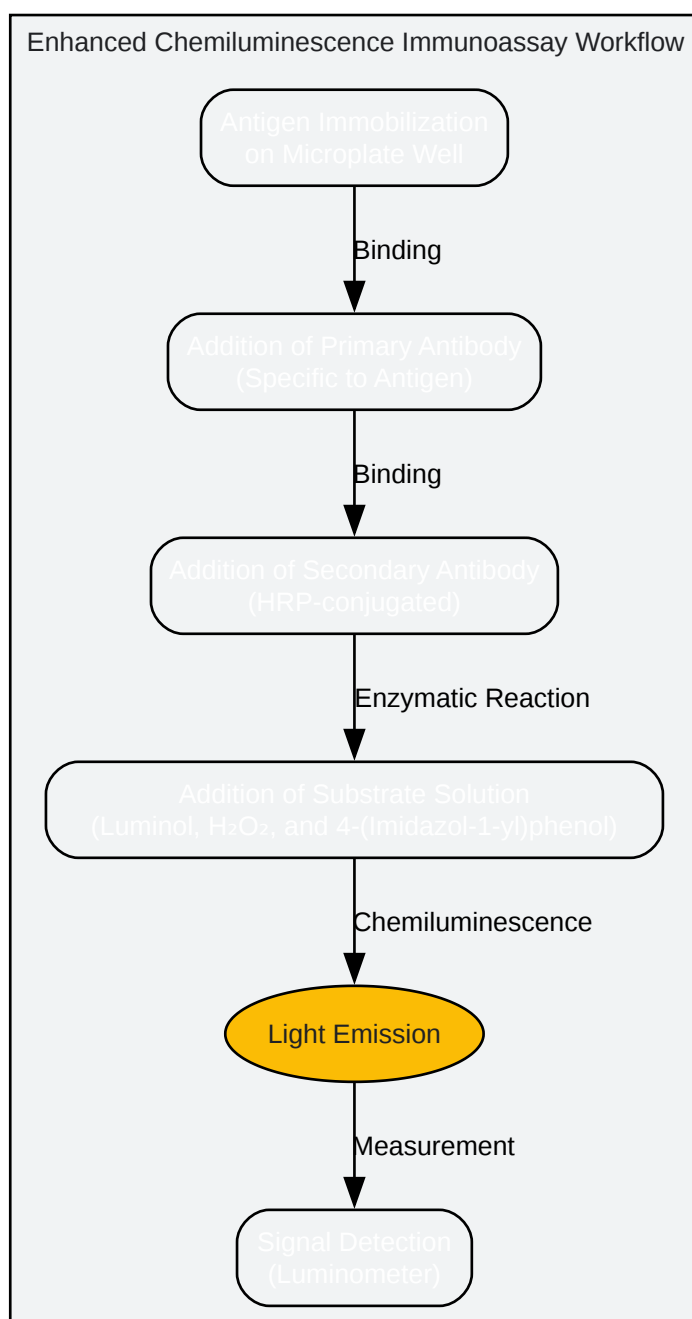 Enhanced Chemiluminescence Immunoassay Workflow
Antigen Immobilization
on Microplate Well
Binding
Addition of Primary Antibody
(Specific to Antigen)
Binding
Addition of Secondary Antibody
(HRP-conjugated)
Enzymatic Reaction
Addition of Substrate Solution
(Luminol, H₂O₂, and 4-(Imidazol-1-yl)phenol)
Chemiluminescence
Light Emission
Measurement
Signal Detection
(Luminometer)